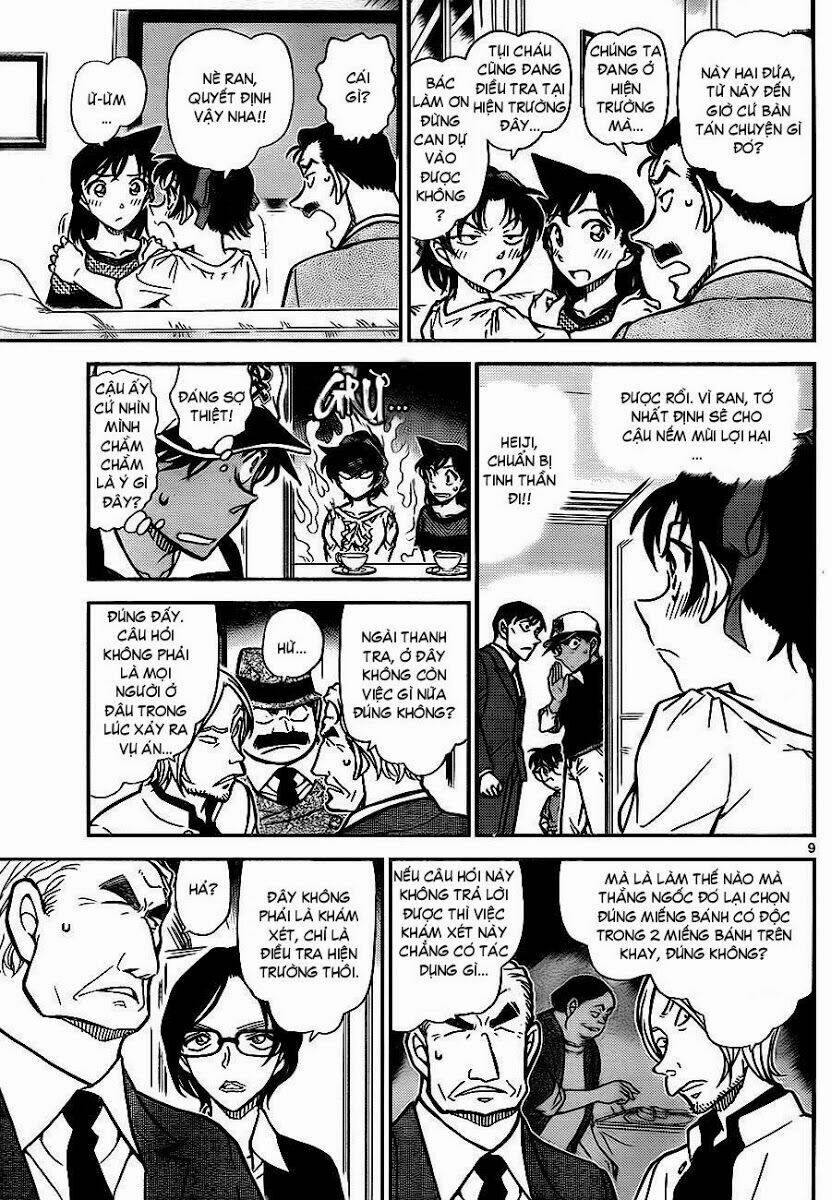 NÀY HAI ĐỨA,
TỪ NÃY ĐẾN
GIỜ CỨ BÀN
TÁN CHUYỆN GÌ
ĐÓ?
CHÚNG TA
ĐANG Ở
HIỆN
TRƯỜNG
MÀ...
TỤI CHÁU
CŨNG ĐANG
ĐIỀU TRA TẠI
HIỆN TRƯỜNG
ĐÂY...
BÁC
LÀM ƠN
ĐỪNG
CAN DỰ
VÀO
ĐƯỢC
KHÔNG
?
CÁI
GÌ?
NÈ RAN,
QUYẾT ĐỊNH
VẬY NHA!!
Ừ-ỪM
...
ĐƯỢC RỒI. VÌ RAN, TỚ
NHẤT ĐỊNH SẼ CHO
CẬU NẾM MÙI LỢI HẠI
...
HEIJI,
CHUẨN BỊ
TINH THẦN
ĐI!!
GRỪ...
ĐÁNG SỢ
THIỆT!
CẬU ẤY
CỨ NHÌN
MÌNH
CHẰM
CHẰM
LÀ Ý GÌ
ĐÂY?
NGÀI THANH
TRA, Ở ĐÂY
KHÔNG CÒN
VIỆC GÌ NỮA
ĐÚNG KHÔNG?
HỪ...
ĐÚNG ĐẤY.
CÂU HỎI
KHÔNG PHẢI
LÀ MỌI
NGƯỜI Ở
ĐÂU TRONG
LÚC XẢY RA
VỤ ÁN...
9
MÀ LÀ LÀM THẾ NÀO MÀ
THẰNG NGỐC ĐÓ LẠI CHỌN
ĐÚNG MIẾNG BÁNH CÓ ĐỘC
TRONG 2 MIẾNG BÁNH TRÊN
KHAY, ĐÚNG KHÔNG?
NẾU CÂU HỎI NÀY
KHÔNG TRẢ LỜI
ĐƯỢC THÌ VIỆC
KHÁM XÉT NÀY
CHẲNG CÓ TÁC
DỤNG GÌ...
ĐÂY KHÔNG
PHẢI LÀ KHÁM
XÉT, CHỈ LÀ
ĐIỀU TRA HIỆN
TRƯỜNG THÔI.
HẢ?